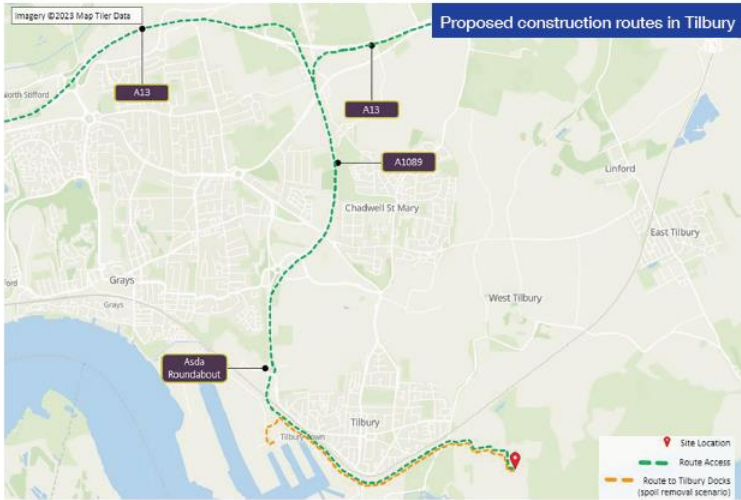 Imagery ©2023 Map Tiler Data
Proposed construction routes in Tilbury
North Stifford
A13
A13
A1089
Linford
Chadwell St Mary
East Tilbury
Grays
Grays
West Tilbury
Asda
Roundabout
Tilbury
Tilbury Town
Site Location
Route Access
Route to Tilbury Docks
(spoil removal scenario)